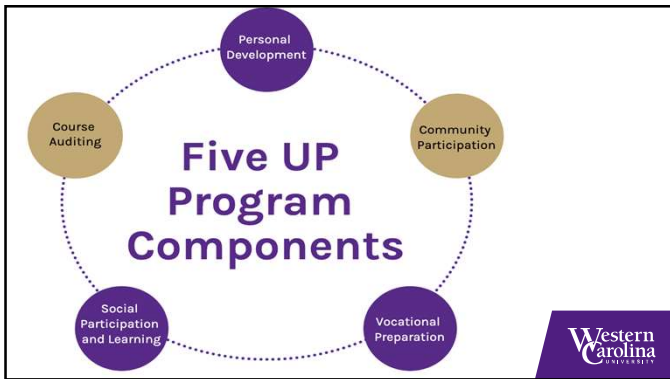 Personal
Development
Course
Auditing
Community
Participation
Five UP
Program
Components
Social
Participation
and Learning
Vocational
Preparation
Western
Carolina
UNIVERSITY